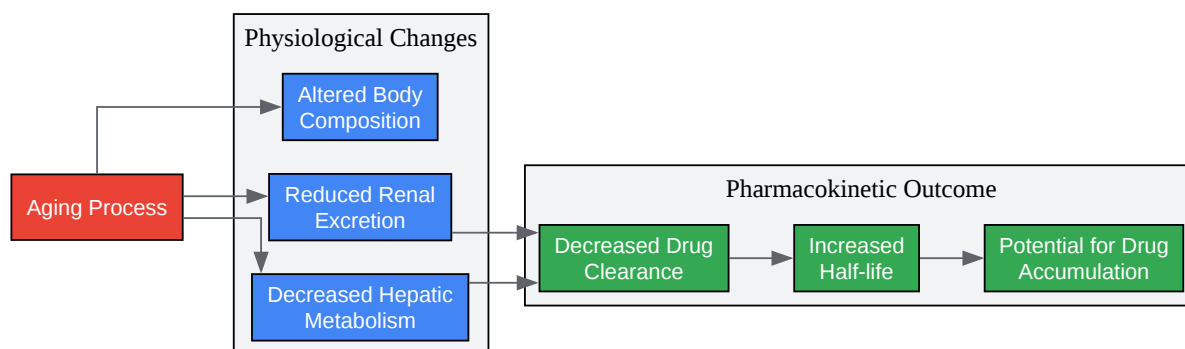 Physiological Changes
Altered Body
Composition
Aging Process
Reduced Renal
Excretion
Decreased Hepatic
Metabolism
Pharmacokinetic Outcome
Decreased Drug
Clearance
Increased
Half-life
Potential for Drug
Accumulation